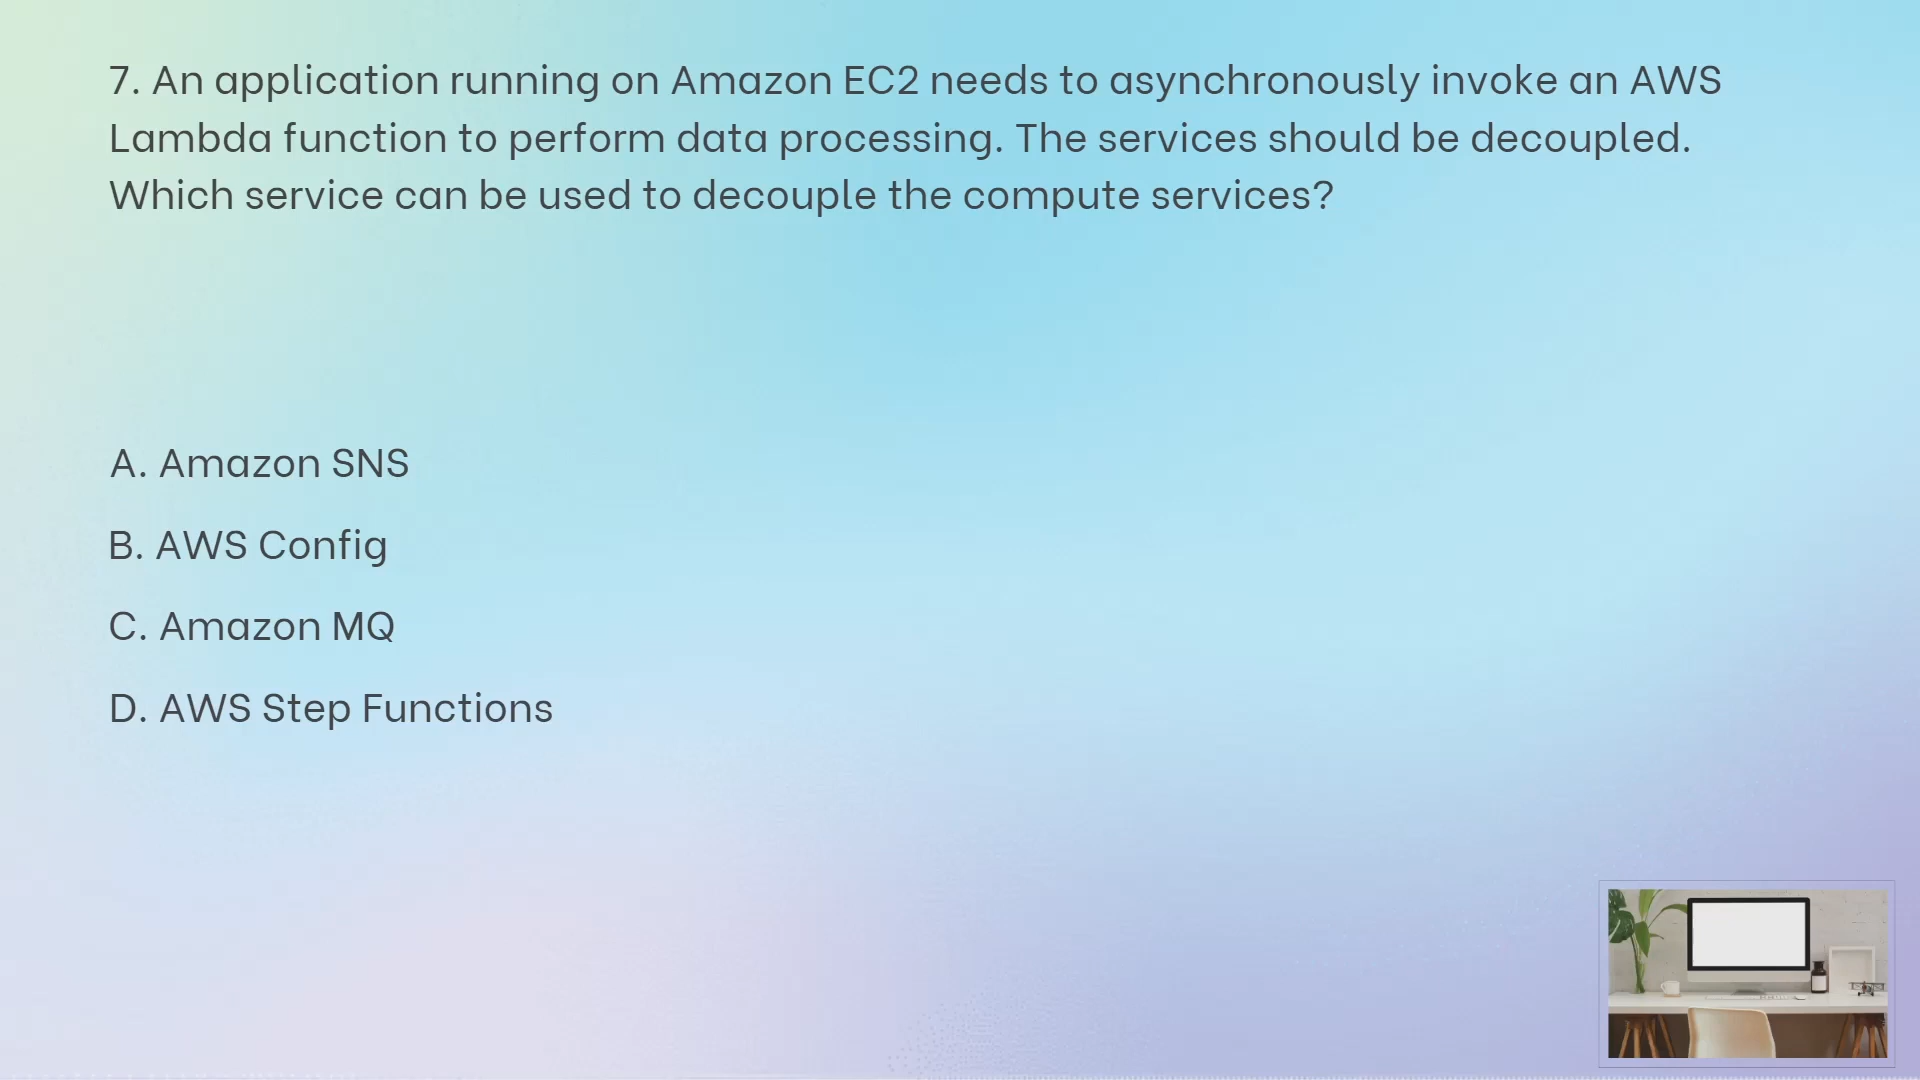 7. An application running on Amazon EC2 needs to asynchronously invoke an AWS
Lambda function to perform data processing. The services should be decoupled.
Which service can be used to decouple the compute services?
A. Amazon SNS
B. AWS Config
C. Amazon MQ
D. AWS Step Functions